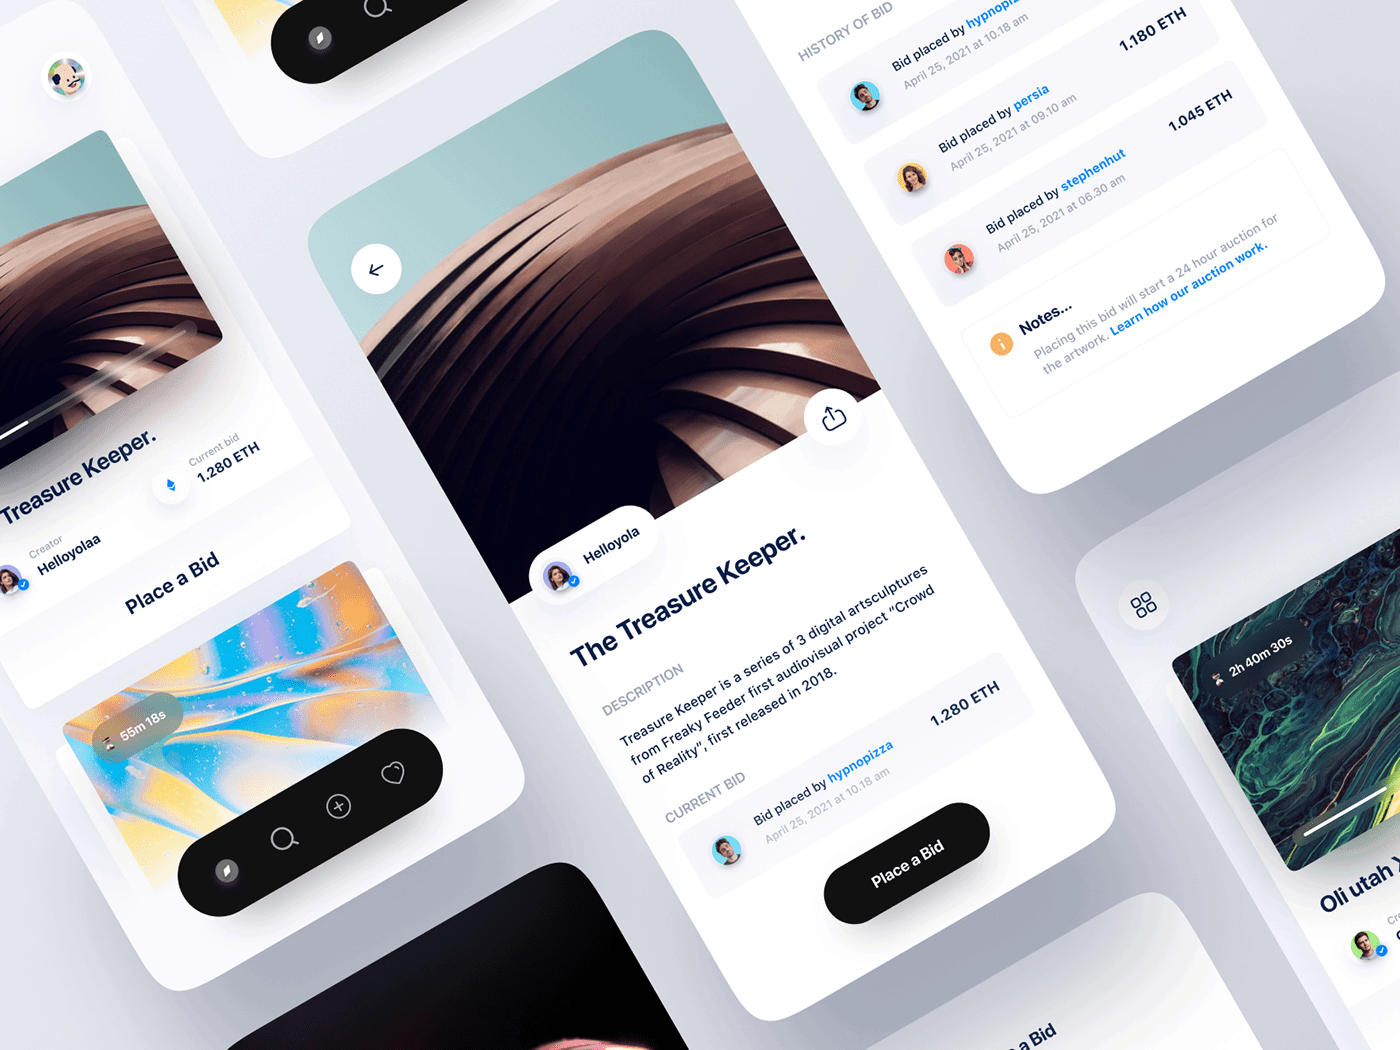 Treasure Keeper.
Current bid
1.280 ETH
Creator
Helloyolaa
Place a Bid
55m 18s
Helloyola
The Treasure Keeper.
DESCRIPTION
Treasure Keeper is a series of 3 digital artsculptures
from Freaky Feeder first audiovisual project “Crowd
of Reality”, first released in 2018.
CURRENT BID
Bid placed by hypnopizza
April 25, 2021 at 10.18 am
1.280 ETH
Place a Bid
HISTORY OF BID
Bid placed by
April 25, 2021 at 10.18 am
1.180 ETH
Bid placed by persia
April 25, 2021 at 09.10 am
1.045 ETH
Bid placed by stephenhut
April 25, 2021 at 06.30 am
Notes...
Placing this bid will start a 24 hour auction for
the artwork. Learn how our auction work.
2h 40m 30s
Oli utah
a Bid